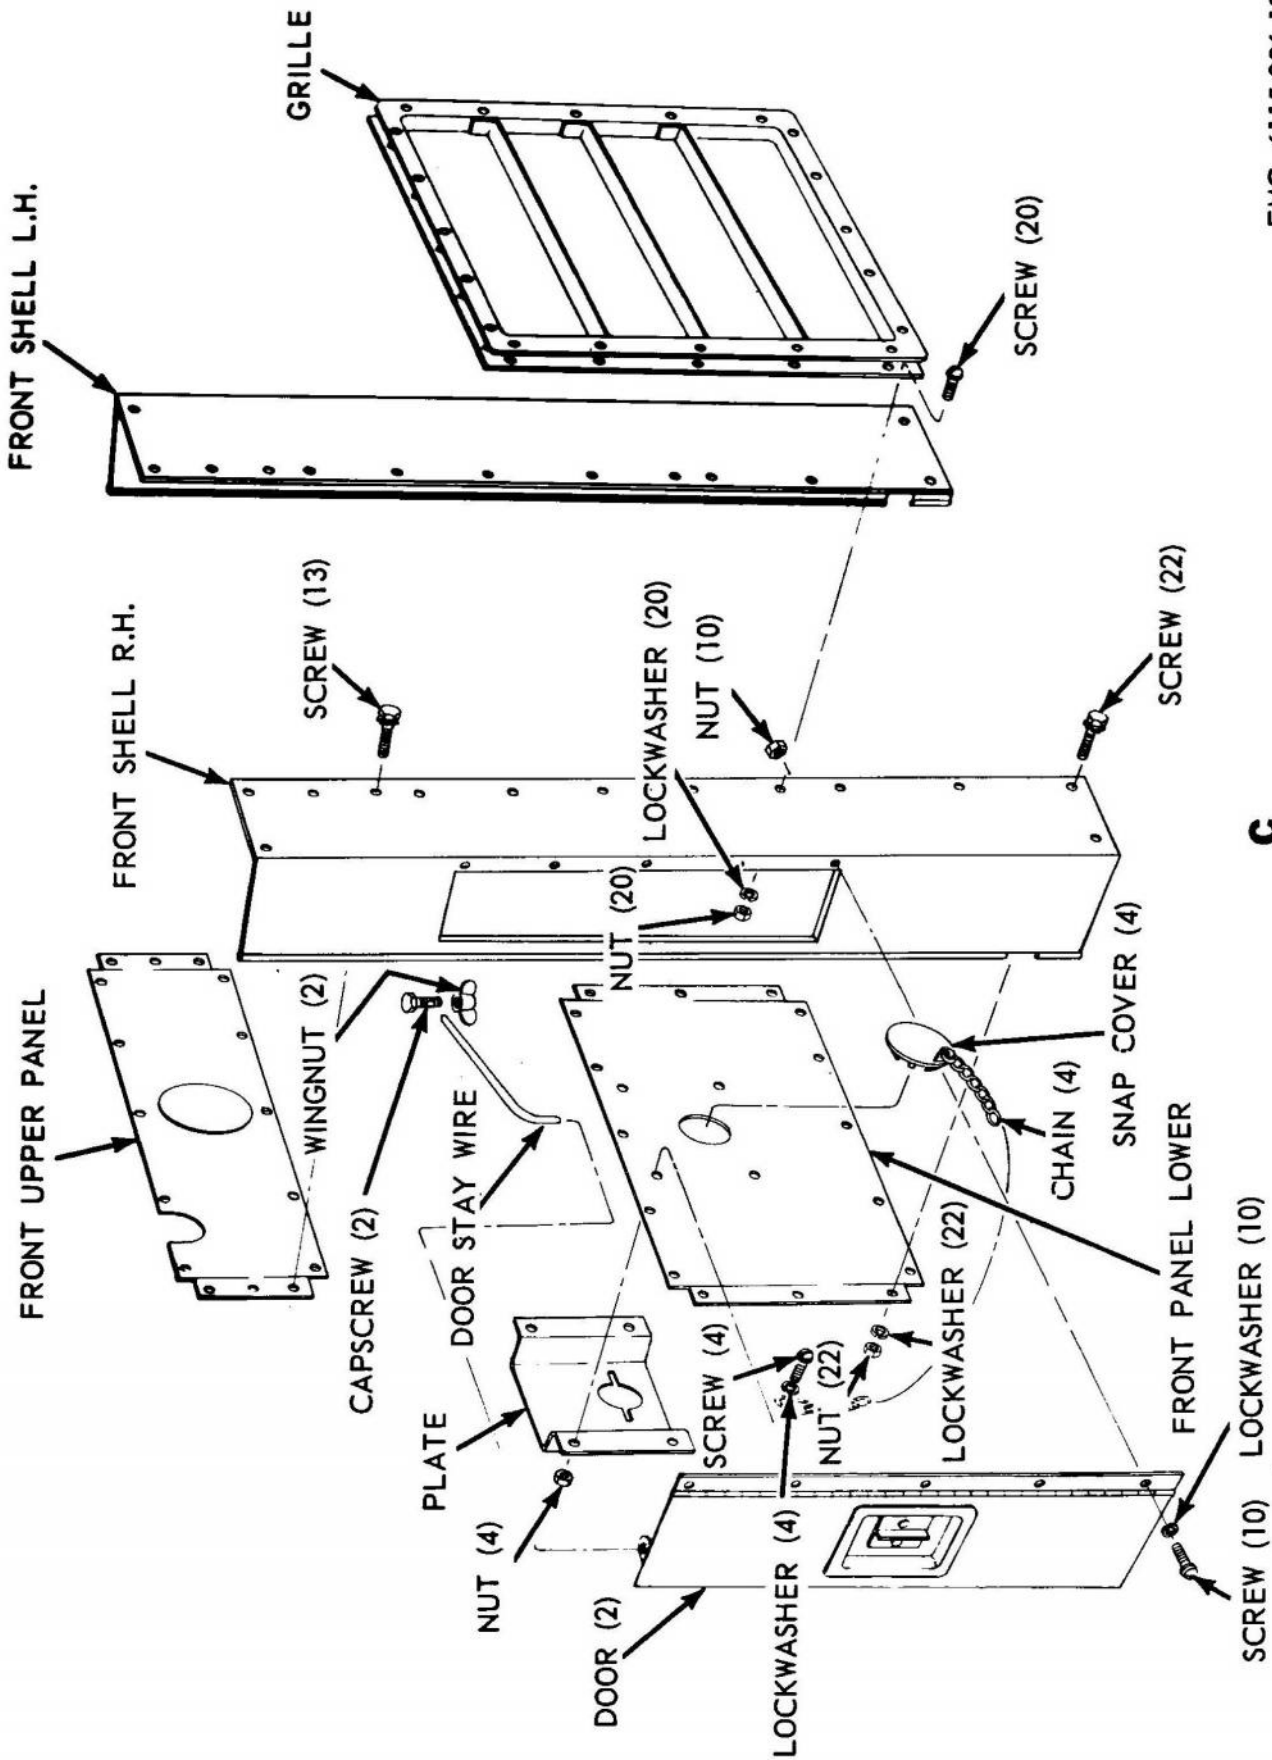 GRILLE
FRONT SHELL L.H.
SCREW (20)
SCREW (13)
FRONT SHELL R.H.
LOCKWASHER (20)
NUT (10)
SCREW (22)
NUT (20)
FRONT UPPER PANEL
WINGNUT (2)
CAPSCREW (2)
DOOR STAY WIRE
SNAP COVER (4)
CHAIN (4)
FRONT PANEL LOWER
PLATE
NUT (4)
SCREW (4)
NUT (22)
LOCKWASHER (22)
LOCKWASHER (4)
DOOR (2)
SCREW (10)
LOCKWASHER (10)
C